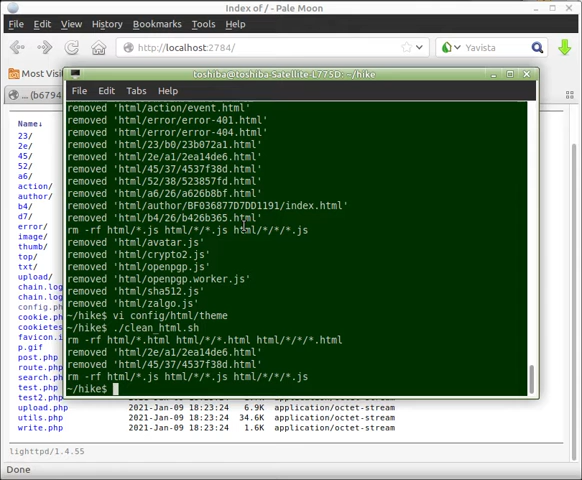 Index of / - Pale Moon
File Edit View History Bookmarks Tools Help
http://localhost:2784/
Yavista
Most Visi
toshiba@toshiba-Satellite-L775D: ~/hike
File Edit Tabs Help
... (b6794
Name↓
23/
2e/
45/
52/
a6/
action/
author/
b4/
d7/
error/
image/
thumb/
top/
txt/
upload/
chain.log
chain.log
config.ph
cookie.ph
cookietes
favicon.i
p.gif
post.php
route.php
search.php
test.php
test2.php
upload.php 2021-Jan-09 18:23:24 6.9K application/octet-stream
utils.php 2021-Jan-09 18:23:24 34.6K application/octet-stream
write.php 2021-Jan-09 18:23:24 1.6K application/octet-stream
lighttpd/1.4.55
Done
removed 'html/action/event.html'
removed 'html/error/error-401.html'
removed 'html/error/error-404.html'
removed 'html/23/b0/23b072a1.html'
removed 'html/2e/a1/2ea14de6.html'
removed 'html/45/37/4537f38d.html'
removed 'html/52/38/523857fd.html'
removed 'html/a6/26/a626b8bf.html'
removed 'html/author/BF036877D7DD1191/index.html'
removed 'html/b4/26/b426b365.html'
rm -rf html/*.js html/*/*.js html/*/*/*.js
removed 'html/avatar.js'
removed 'html/crypto2.js'
removed 'html/openpgp.js'
removed 'html/openpgp.worker.js'
removed 'html/sha512.js'
removed 'html/zalgo.js'
~/hike$ vi config/html/theme
~/hike$ ./clean_html.sh
rm -rf html/*.html html/*/*.html html/*/*/*.html
removed 'html/2e/a1/2ea14de6.html'
removed 'html/45/37/4537f38d.html'
rm -rf html/*.js html/*/*.js html/*/*/*.js
~/hike$